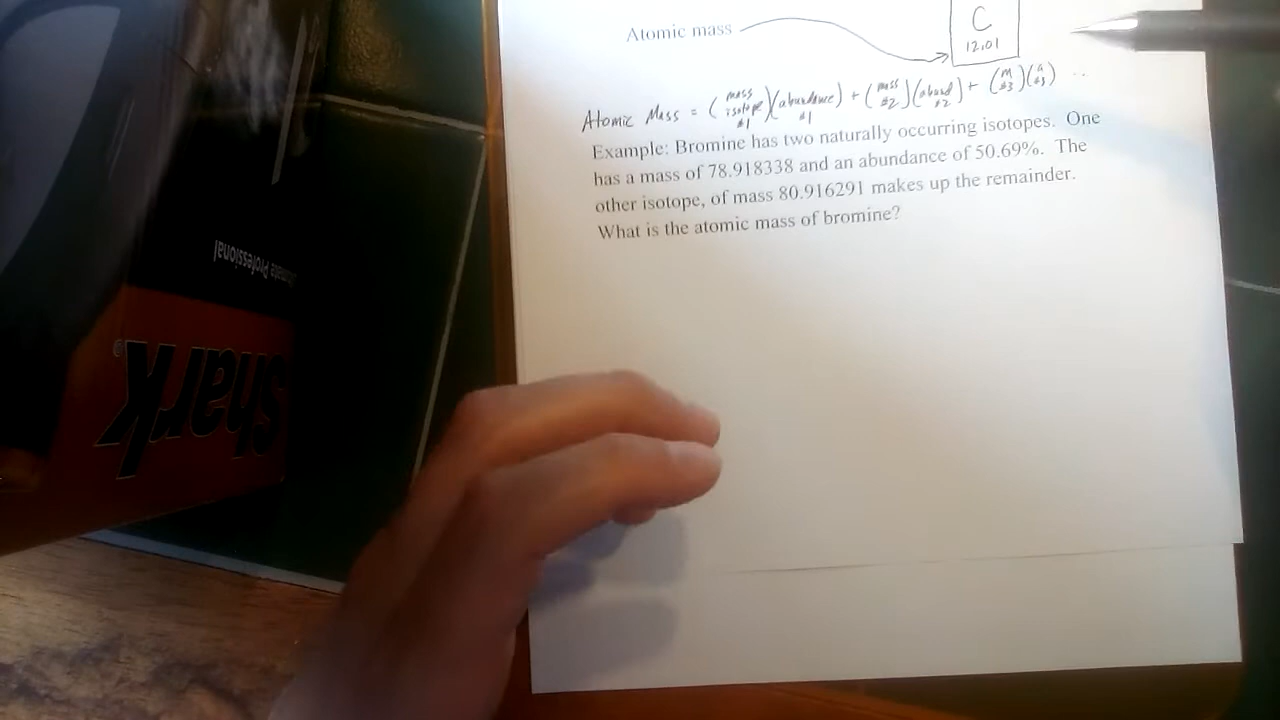 Atomic mass
C
12.01
Atomic Mass = (mass isotope #1)(abundance #1) + (mass #2)(abund #2) + (m #3)(a #3) ...
Example: Bromine has two naturally occurring isotopes. One
has a mass of 78.918338 and an abundance of 50.69%. The
other isotope, of mass 80.916291 makes up the remainder.
What is the atomic mass of bromine?
Professional
Shark®